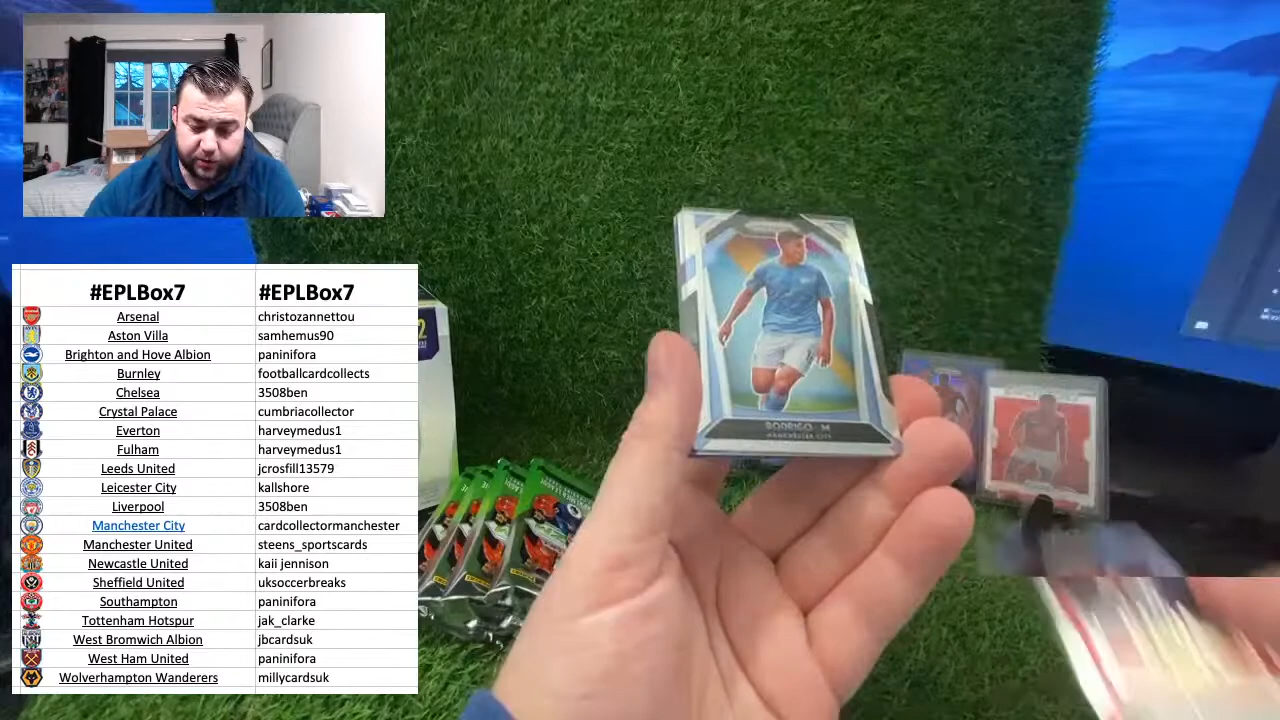 #EPLBox7 #EPLBox7
Arsenal christozannettou
Aston Villa samhemus90
Brighton and Hove Albion paninifora
Burnley footballcardcollects
Chelsea 3508ben
Crystal Palace cumbriacollector
Everton harveymedus1
Fulham harveymedus1
Leeds United jcrosfill13579
Leicester City kallshore
Liverpool 3508ben
Manchester City cardcollectormanchester
Manchester United steens_sportscards
Newcastle United kaii jennison
Sheffield United uksoccerbreaks
Southampton paninifora
Tottenham Hotspur jak_clarke
West Bromwich Albion jbcardsuk
West Ham United paninifora
Wolverhampton Wanderers millycardsuk
RODRIGO - M
MANCHESTER CITY